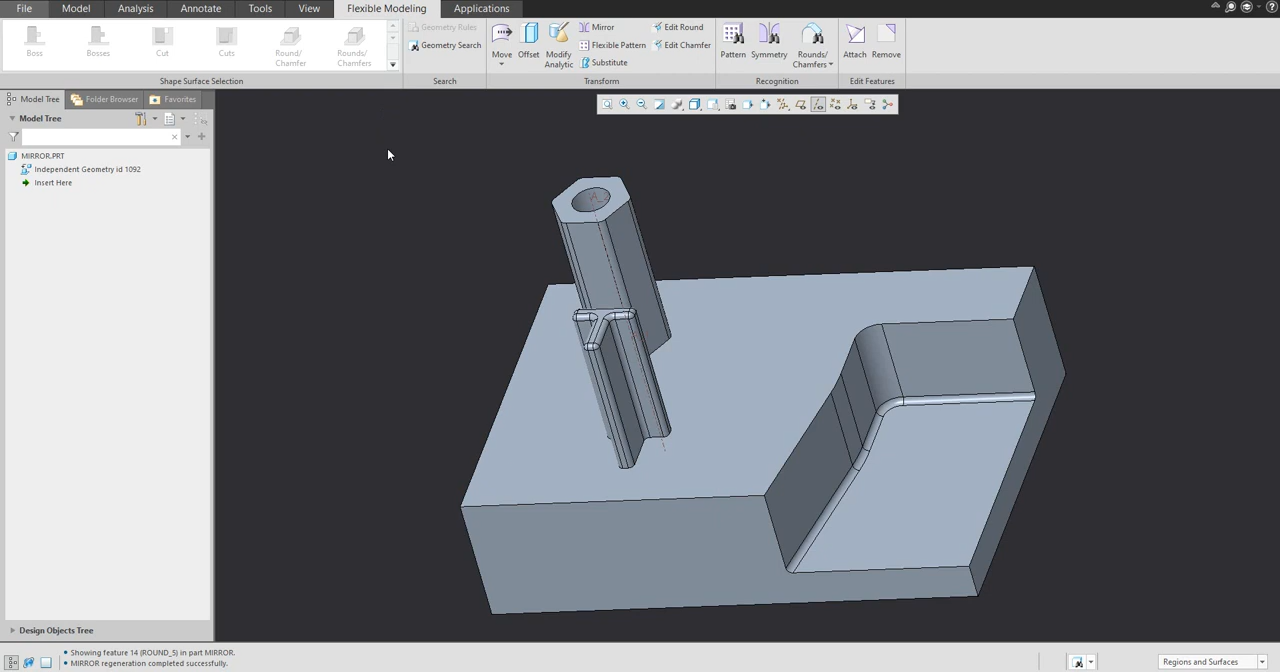 File Model Analysis Annotate Tools View Flexible Modeling Applications
Boss Bosses Cut Cuts Round/ Chamfer Rounds/ Chamfers
Geometry Rules
Geometry Search
Move Offset Modify Analytic
Mirror
Flexible Pattern
Substitute
Edit Round
Edit Chamfer
Pattern Symmetry Rounds/ Chamfers
Attach Remove
Shape Surface Selection Search Transform Recognition Edit Features
Model Tree Folder Browser Favorites
Model Tree
MIRROR.PRT
Independent Geometry id 1092
Insert Here
Design Objects Tree
• Showing feature 14 (ROUND_5) in part MIRROR.
• MIRROR regeneration completed successfully.
Regions and Surfaces